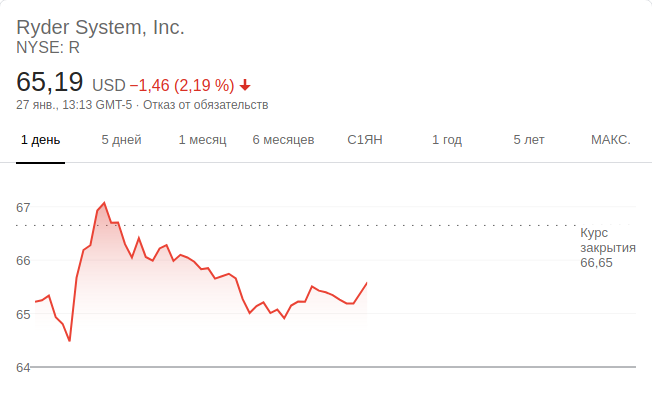 Ryder System, Inc.
NYSE: R
65,19 USD −1,46 (2,19 %)
27 янв., 13:13 GMT-5 · Отказ от обязательств
1 день 5 дней 1 месяц 6 месяцев С1ЯН 1 год 5 лет МАКС.
67
Курс
закрытия
66,65
66
65
64